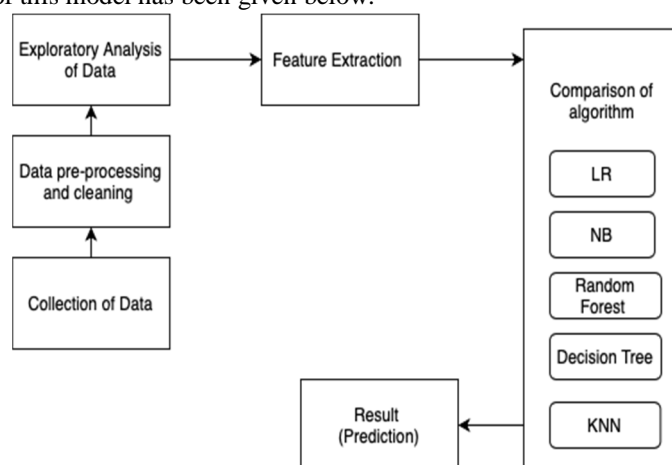 of this model has been given below.
Exploratory Analysis
of Data
Feature Extraction
Comparison of
algorithm
Data pre-processing
and cleaning
LR
NB
Collection of Data
Random
Forest
Decision Tree
Result
(Prediction)
KNN